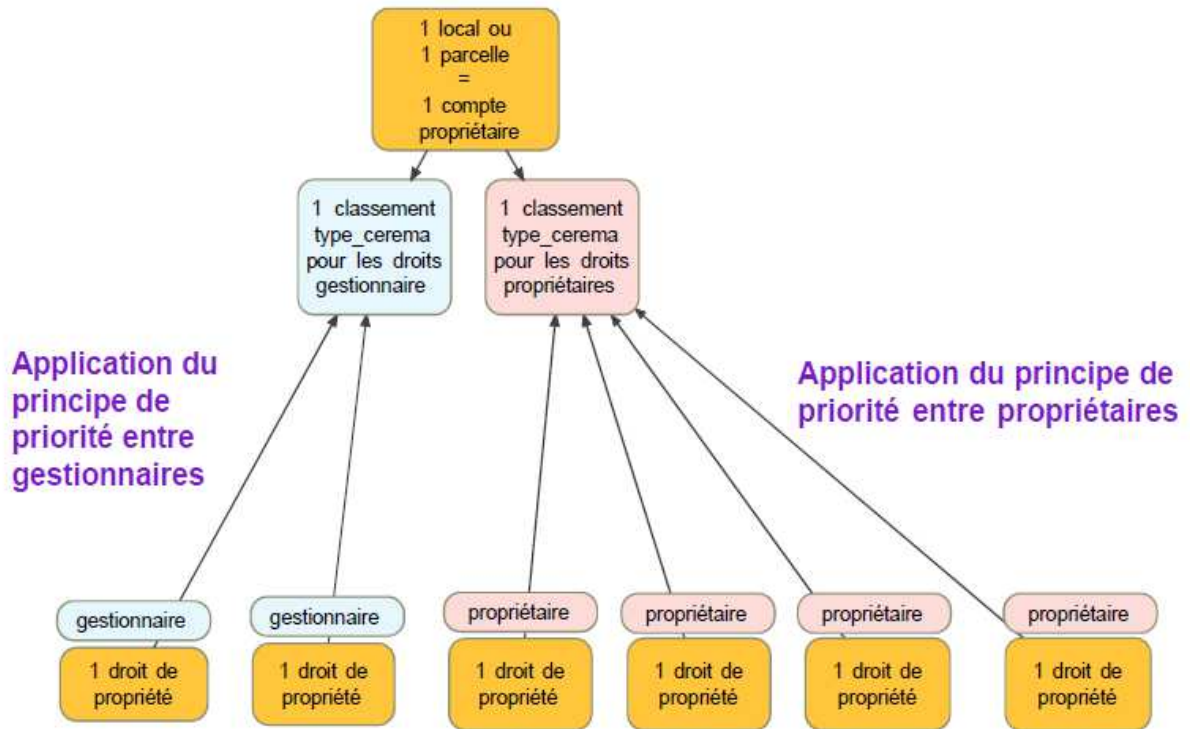 1 local ou
1 parcelle
=
1 compte
propriétaire
1 classement
type_cerema
pour les droits
gestionnaire
1 classement
type_cerema
pour les droits
propriétaires
Application du
principe de
priorité entre
gestionnaires
Application du principe de
priorité entre propriétaires
gestionnaire
gestionnaire
propriétaire
propriétaire
propriétaire
propriétaire
1 droit de
propriété
1 droit de
propriété
1 droit de
propriété
1 droit de
propriété
1 droit de
propriété
1 droit de
propriété